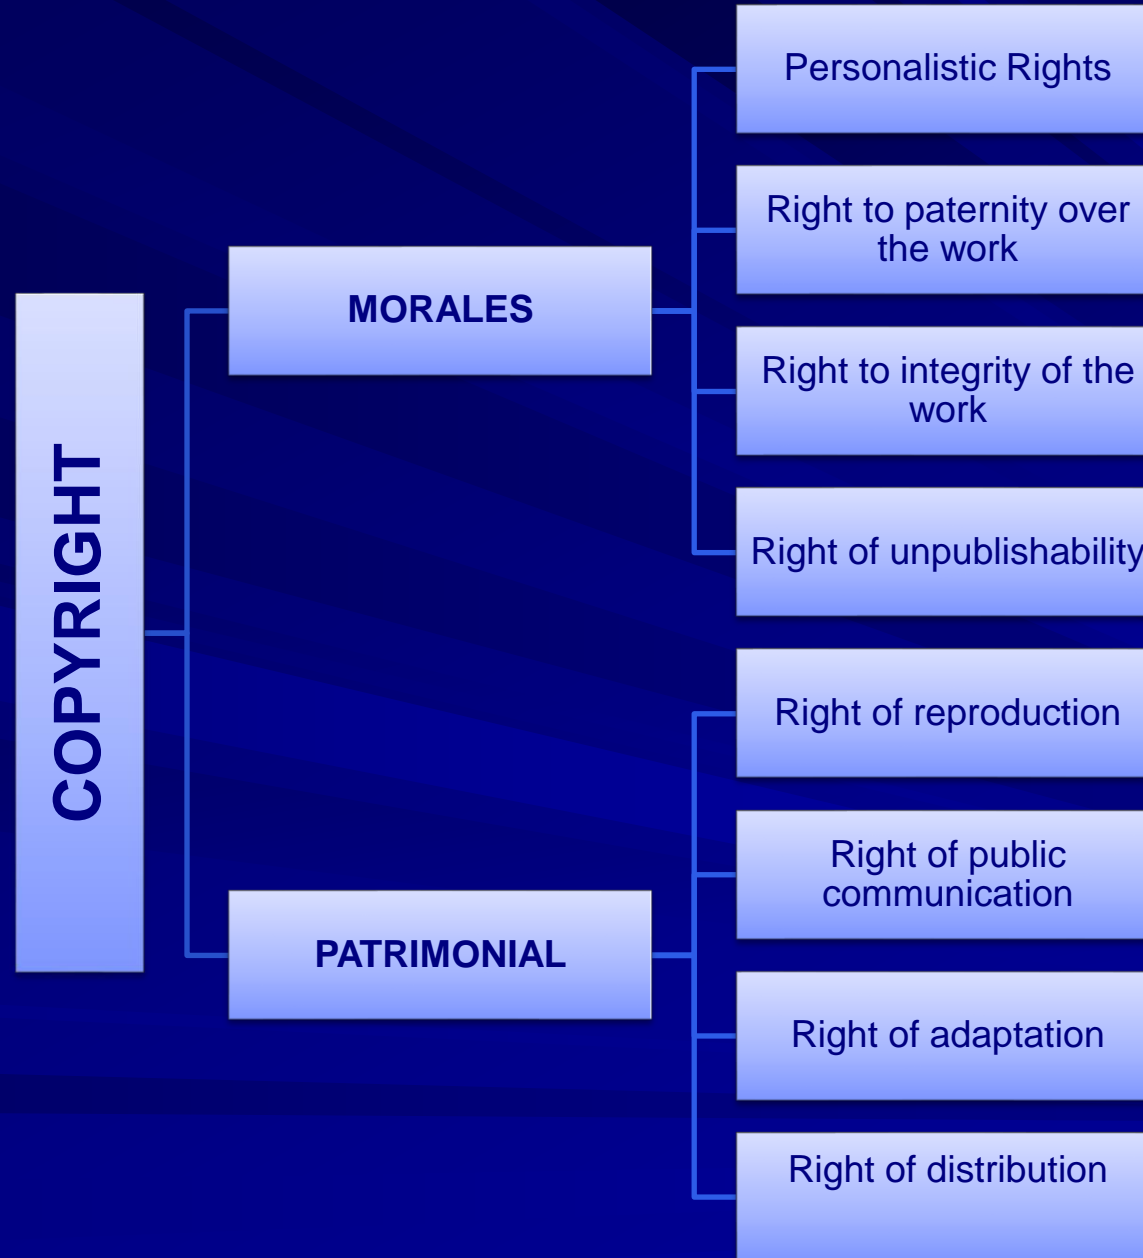 COPYRIGHT
MORALES
Personalistic Rights
Right to paternity over
the work
Right to integrity of the
work
Right of unpublishability
PATRIMONIAL
Right of reproduction
Right of public
communication
Right of adaptation
Right of distribution